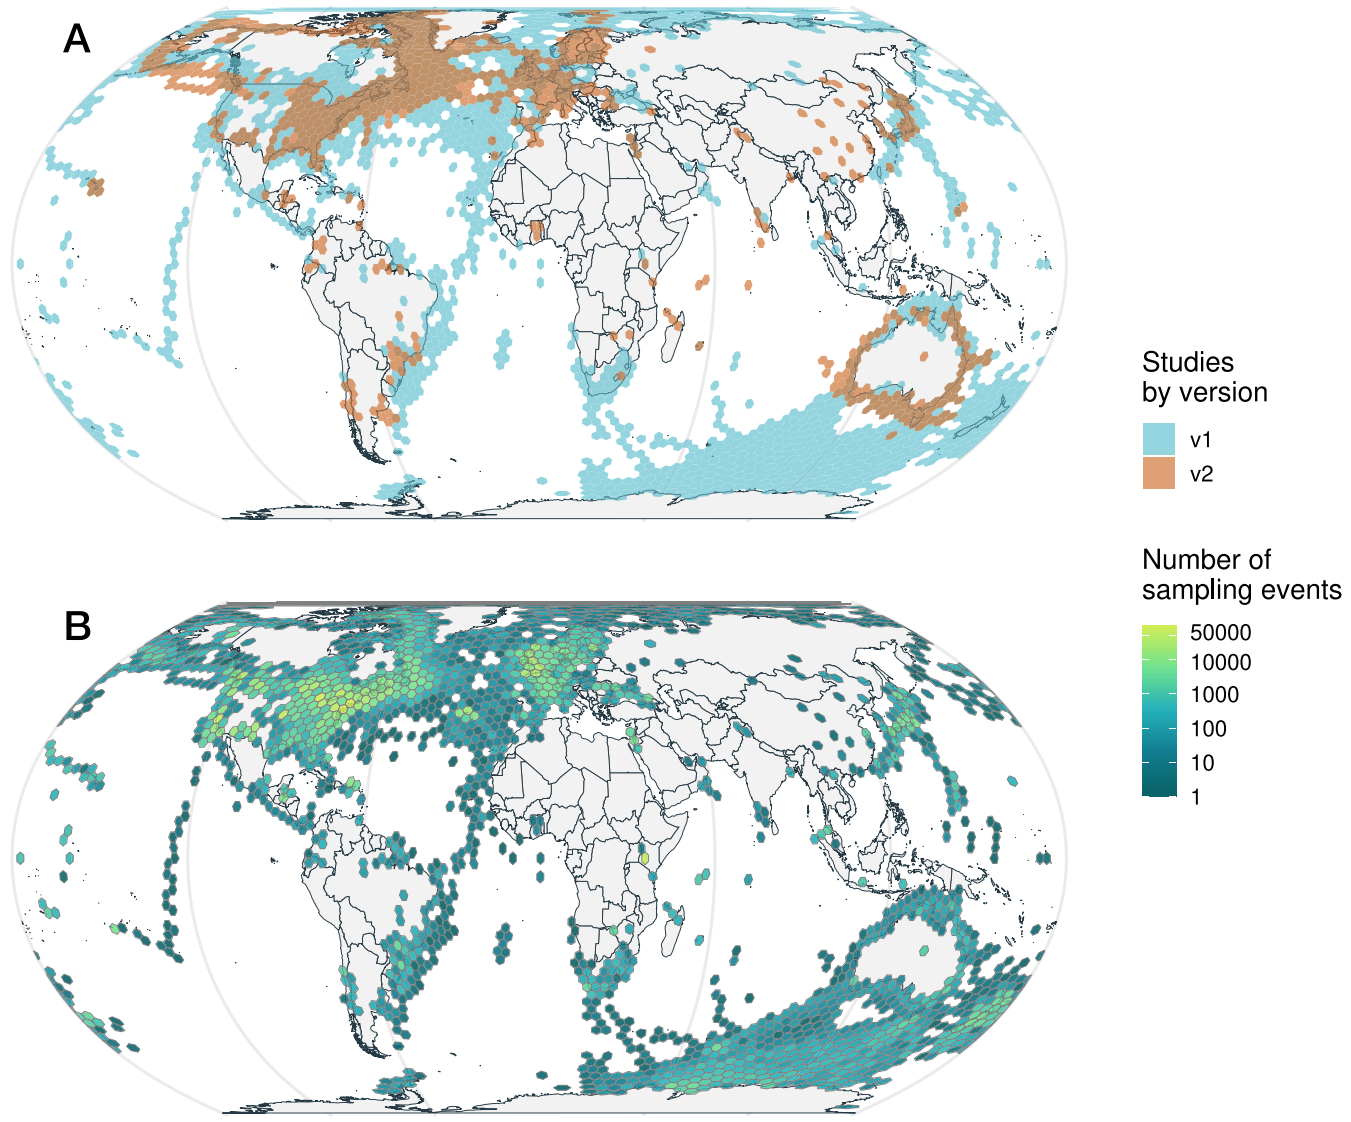 A
Studies
by version
v1
v2
Number of
sampling events
50000
10000
1000
100
10
1
B